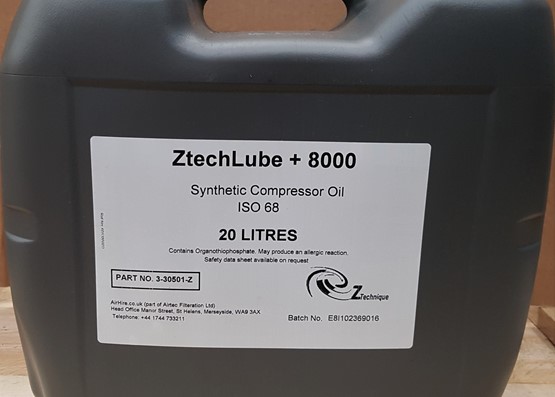 ZtechLube + 8000
Synthetic Compressor Oil
ISO 68
20 LITRES
Contains Organothiophosphate. May produce an allergic reaction.
Safety data sheet available on request
PART NO. 3-30501-Z
Z Technique
AirHire.co.uk (part of Airtec Filteration Ltd)
Head Office Manor Street, St Helens, Merseyside, WA9 3AX
Telephone: +44 1744 733211
Batch No. E8I102369016